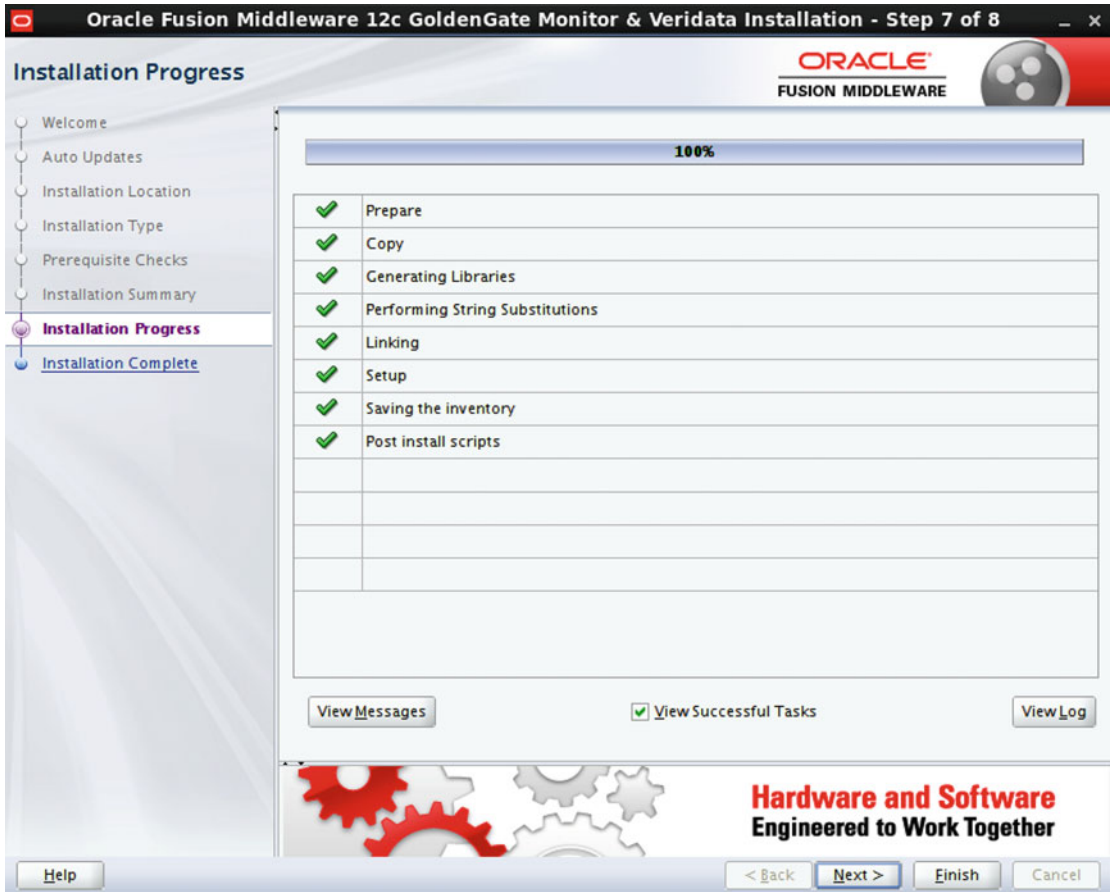 Oracle Fusion Middleware 12c GoldenGate Monitor & Veridata Installation - Step 7 of 8
Installation Progress
ORACLE
FUSION MIDDLEWARE
Welcome
Auto Updates
Installation Location
Installation Type
Prerequisite Checks
Installation Summary
Installation Progress
Installation Complete
100%
Prepare
Copy
Generating Libraries
Performing String Substitutions
Linking
Setup
Saving the inventory
Post install scripts
View Messages
View Successful Tasks
View Log
Hardware and Software
Engineered to Work Together
Help
< Back
Next >
Finish
Cancel